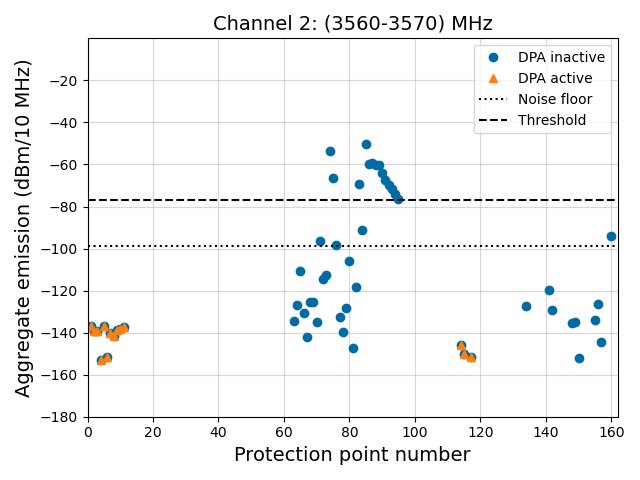 Channel 2: (3560-3570) MHz
DPA inactive
DPA active
Noise floor
Threshold
Aggregate emission (dBm/10 MHz)
−20
−40
−60
−80
−100
−120
−140
−160
−180
0 20 40 60 80 100 120 140 160
Protection point number